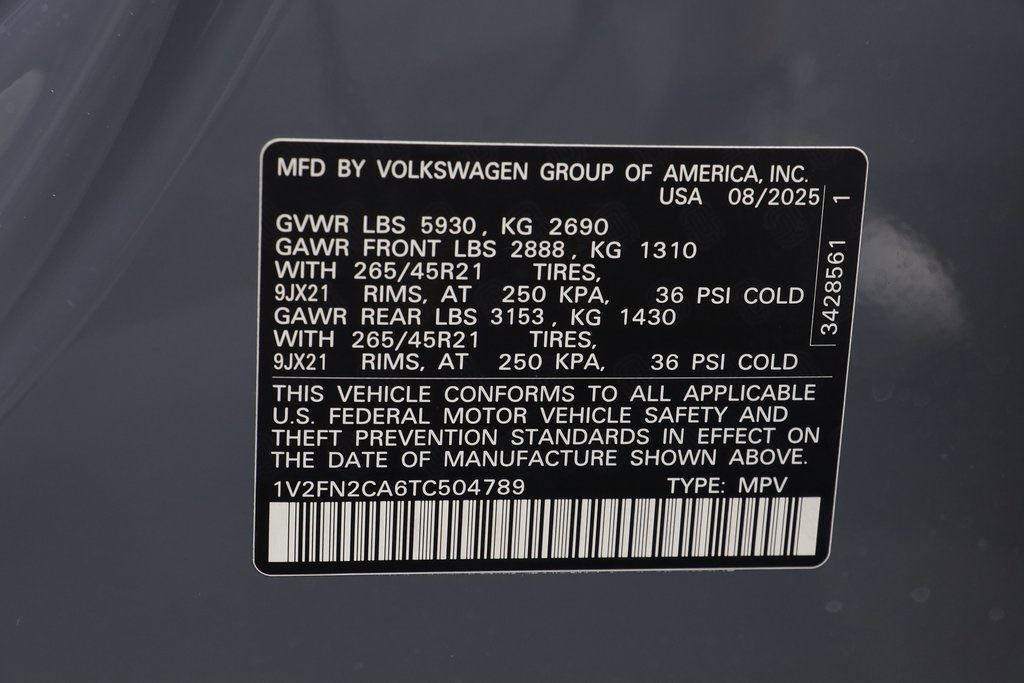 MFD BY VOLKSWAGEN GROUP OF AMERICA, INC.
USA 08/2025
GVWR LBS 5930, KG 2690
GAWR FRONT LBS 2888, KG 1310
WITH 265/45R21 TIRES,
9JX21 RIMS, AT 250 KPA, 36 PSI COLD
GAWR REAR LBS 3153, KG 1430
WITH 265/45R21 TIRES,
9JX21 RIMS, AT 250 KPA, 36 PSI COLD
3428561 1
THIS VEHICLE CONFORMS TO ALL APPLICABLE
U.S. FEDERAL MOTOR VEHICLE SAFETY AND
THEFT PREVENTION STANDARDS IN EFFECT ON
THE DATE OF MANUFACTURE SHOWN ABOVE.
1V2FN2CA6TC504789 TYPE: MPV